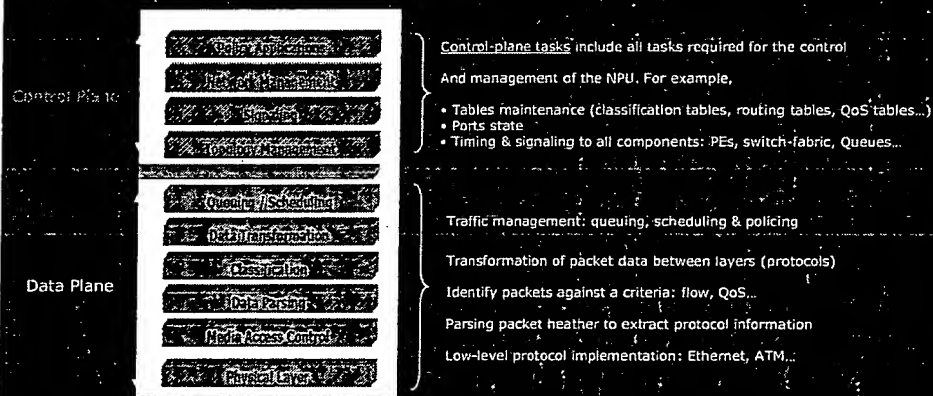 Control Plane
Policy Applications
Network Management
Signaling
Topology Management
Queuing / Scheduling
Data Transformation
Classification
Data Parsing
Media Access Control
Physical Layer
Data Plane
Control-plane tasks include all tasks required for the control
And management of the NPU. For example,
• Tables maintenance (classification tables, routing tables, QoS tables...)
• Ports state
• Timing & signaling to all components: PEs, switch-fabric, Queues...
Traffic management: queuing, scheduling & policing
Transformation of packet data between layers (protocols)
Identify packets against a criteria: flow, QoS...
Parsing packet heather to extract protocol information
Low-level protocol implementation: Ethernet, ATM...